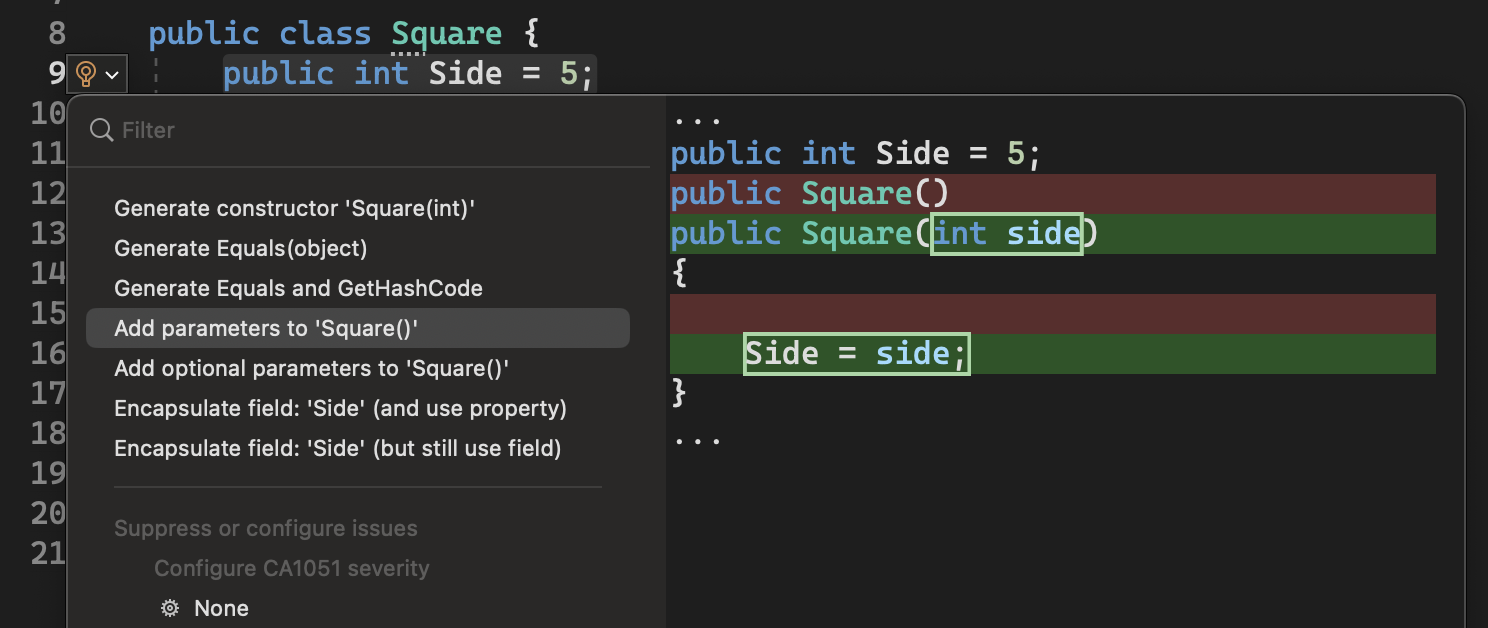 8 public class Square {
9 public int Side = 5;
10
11
12
13
14
15
16
17
18
19
20
21
Filter
Generate constructor 'Square(int)'
Generate Equals(object)
Generate Equals and GetHashCode
Add parameters to 'Square()'
Add optional parameters to 'Square()'
Encapsulate field: 'Side' (and use property)
Encapsulate field: 'Side' (but still use field)
Suppress or configure issues
Configure CA1051 severity
None
...
public int Side = 5;
public Square()
public Square(int side)
{
Side = side;
}
...